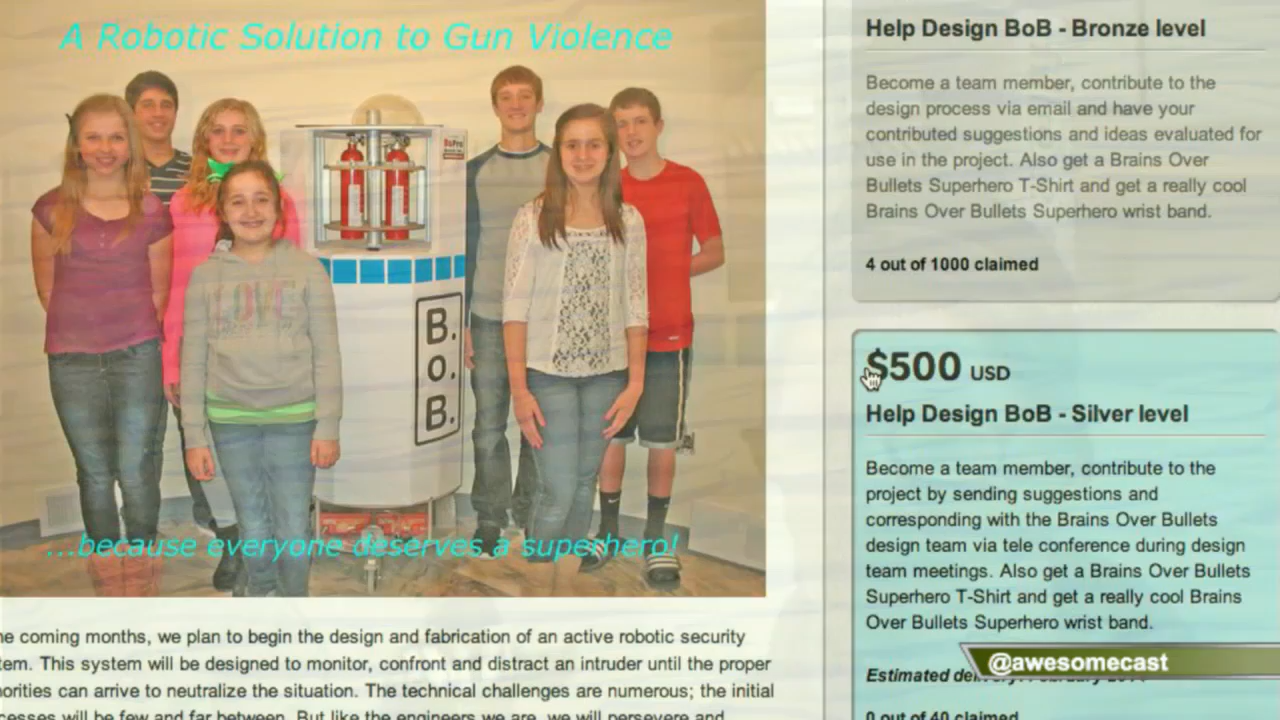 A Robotic Solution to Gun Violence
LOVE
B.
O.
B.
...because everyone deserves a superhero!
he coming months, we plan to begin the design and fabrication of an active robotic security
tem. This system will be designed to monitor, confront and distract an intruder until the proper
horities can arrive to neutralize the situation. The technical challenges are numerous; the initial
cesses will be few and far between. But like the engineers we are, we will persevere and
Help Design BoB - Bronze level
Become a team member, contribute to the
design process via email and have your
contributed suggestions and ideas evaluated for
use in the project. Also get a Brains Over
Bullets Superhero T-Shirt and get a really cool
Brains Over Bullets Superhero wrist band.
4 out of 1000 claimed
$500 USD
Help Design BoB - Silver level
Become a team member, contribute to the
project by sending suggestions and
corresponding with the Brains Over Bullets
design team via tele conference during design
team meetings. Also get a Brains Over Bullets
Superhero T-Shirt and get a really cool Brains
Over Bullets Superhero wrist band.
@awesomecast
Estimated
0 out of 40 claimed